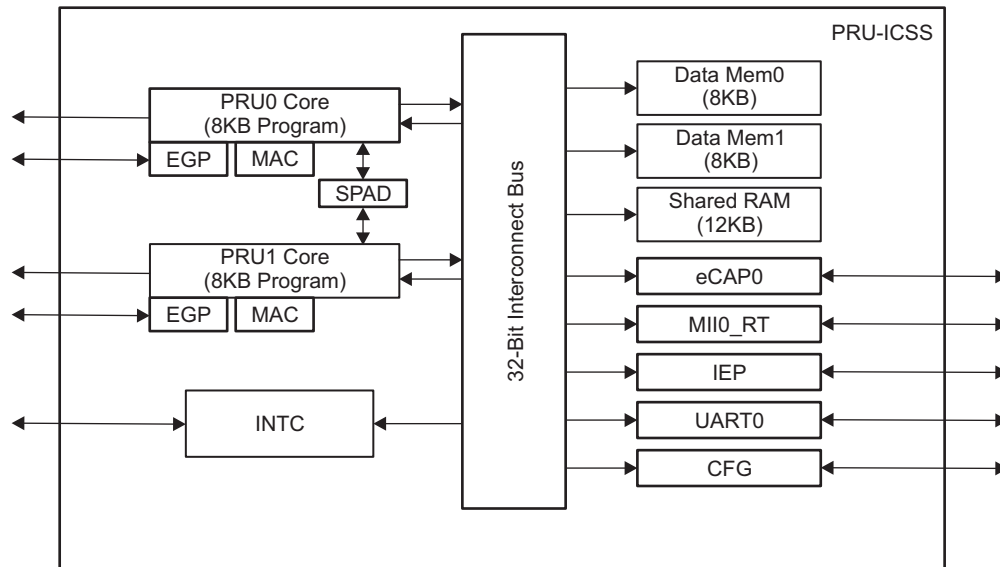 PRU-ICSS
PRU0 Core
(8KB Program)
EGP
MAC
SPAD
PRU1 Core
(8KB Program)
EGP
MAC
INTC
32-Bit Interconnect Bus
Data Mem0
(8KB)
Data Mem1
(8KB)
Shared RAM
(12KB)
eCAP0
MII0_RT
IEP
UART0
CFG